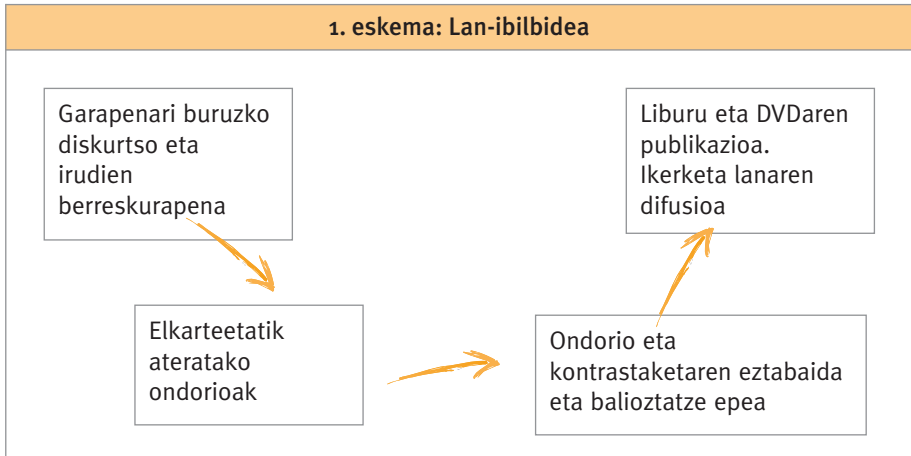 1. eskema: Lan-ibilbidea
Garapenari buruzko
diskurtso eta
irudien
berreskurapena
Elkarteetatik
ateratako
ondorioak
Ondorio eta
kontrastaketaren eztabaida
eta balioztatze epea
Liburu eta DVDaren
publikazioa.
Ikerketa lanaren
difusioa